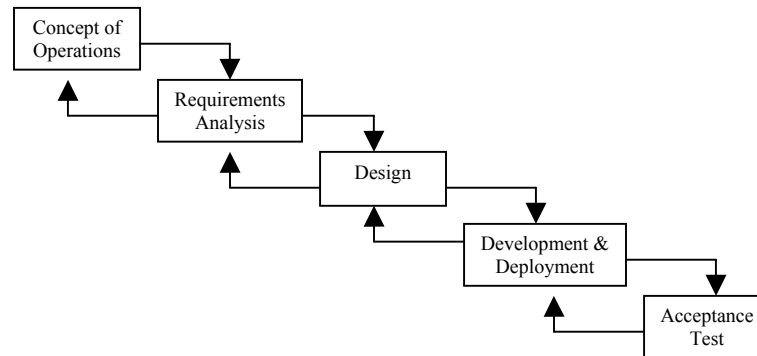 Concept of
Operations
Requirements
Analysis
Design
Development &
Deployment
Acceptance
Test